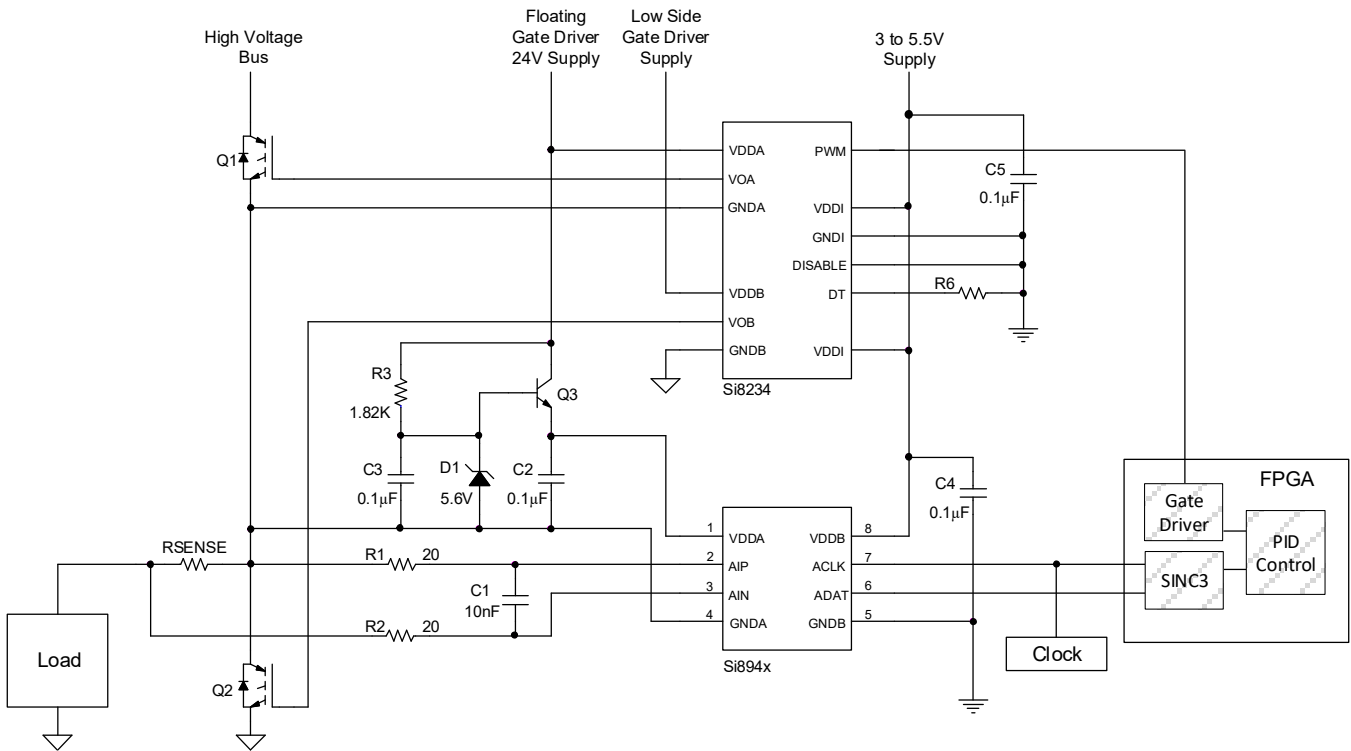 High Voltage
Bus
Floating
Gate Driver
24V Supply
Low Side
Gate Driver
Supply
3 to 5.5V
Supply
Q1
VDDA
VOA
GNDA
VDDB
VOB
GNDB
PWM
VDDI
GNDI
DISABLE
DT
VDDI
Si8234
C5
0.1μF
R6
R3
1.82K
Q3
C3
0.1μF
D1
5.6V
C2
0.1μF
C4
0.1μF
RSENSE
R1 20
C1
10nF
R2 20
Load
Q2
1 VDDA
2 AIP
3 AIN
4 GNDA
VDDB 8
ACLK 7
ADAT 6
GNDB 5
Si894x
Clock
FPGA
Gate
Driver
PID
Control
SINC3